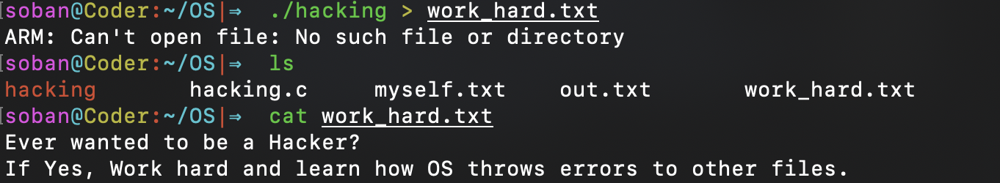 soban@Coder:~/OS|⇒  ./hacking > work_hard.txt
ARM: Can't open file: No such file or directory
soban@Coder:~/OS|⇒  ls
hacking       hacking.c     myself.txt    out.txt       work_hard.txt
soban@Coder:~/OS|⇒  cat work_hard.txt
Ever wanted to be a Hacker?
If Yes, Work hard and learn how OS throws errors to other files.